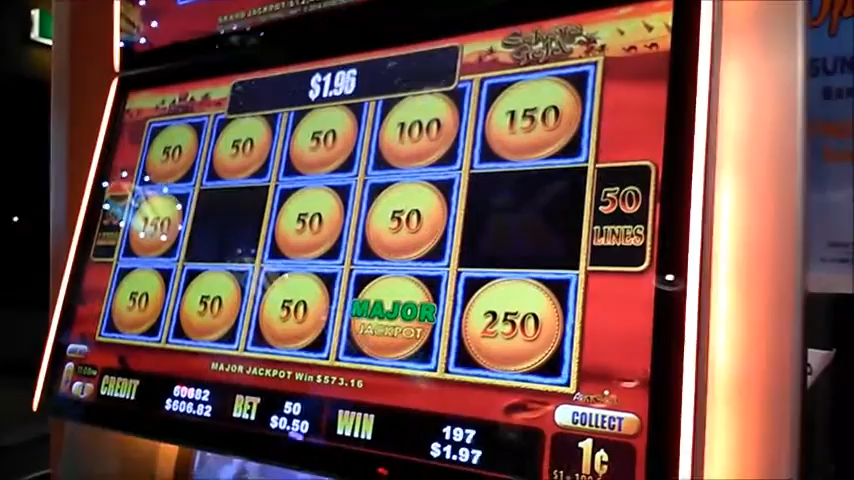 $1.96
50 50 50 100 150
150 50 50
50 LINES
50 50 50 MAJOR JACKPOT 250
MAJOR JACKPOT Win $573.16
CREDIT 60682 $606.82 BET 50 $0.50 WIN 197 $1.97
COLLECT
1¢
SUN